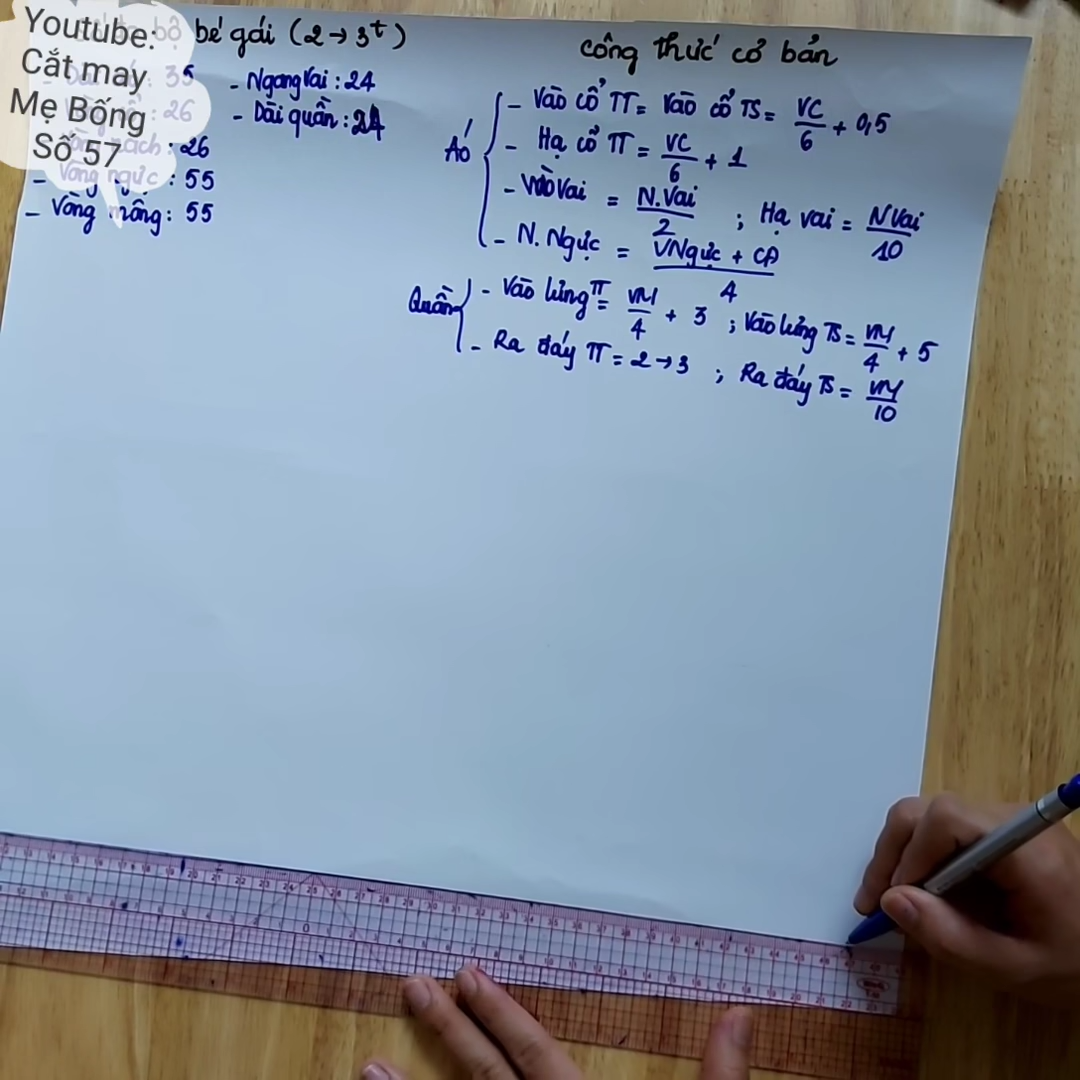 Youtube:
Cắt may
Mẹ Bống
Số 57
bộ bé gái (2 → 3t)
35
26
: 26
- Vòng ngực : 55
- Vòng mông : 55
- Ngang vai : 24
- Dài quần : 24
công thức cơ bản
Áo
- Vào cổ TT = Vào cổ TS = VC/6 + 0,5
- Hạ cổ TT = VC/6 + 1
- Vào Vai = N.Vai/2 ; Hạ vai = NVai/10
- N. Ngực = VNgực + CĐ/4
Quần
- Vào lưng TT = VM/4 + 3 ; Vào lưng TS = VM/4 + 5
- Ra đáy TT = 2 → 3 ; Ra đáy TS = VM/10